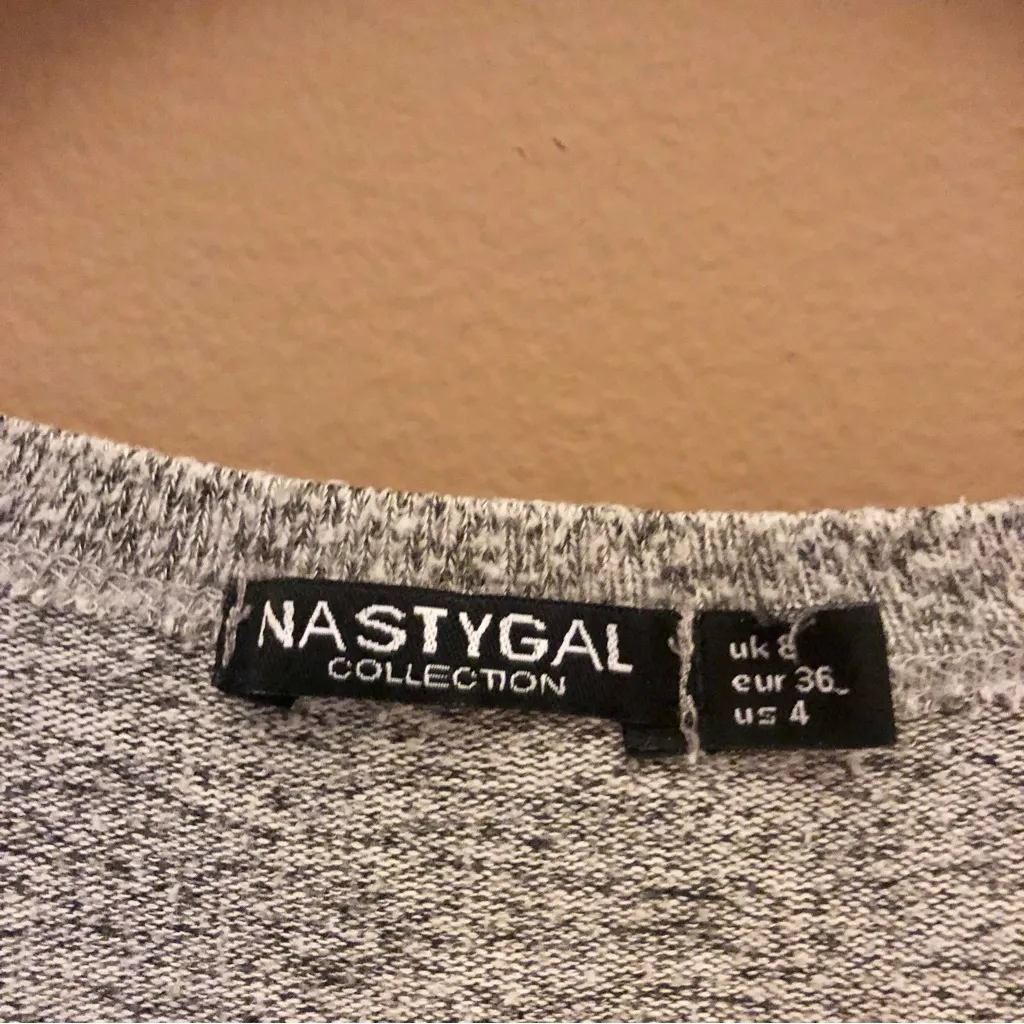 NASTYGAL
COLLECTION
uk 8
eur 36
us 4